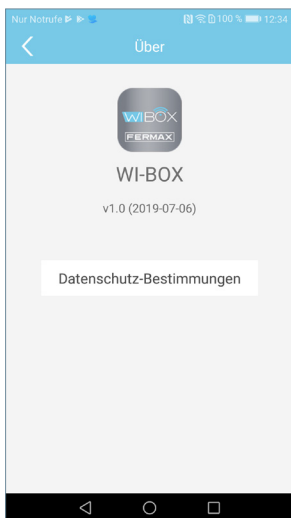 Nur Notrufe 100 % 12:34
Über
WIBOX
FERMAX
WI-BOX
v1.0 (2019-07-06)
Datenschutz-Bestimmungen